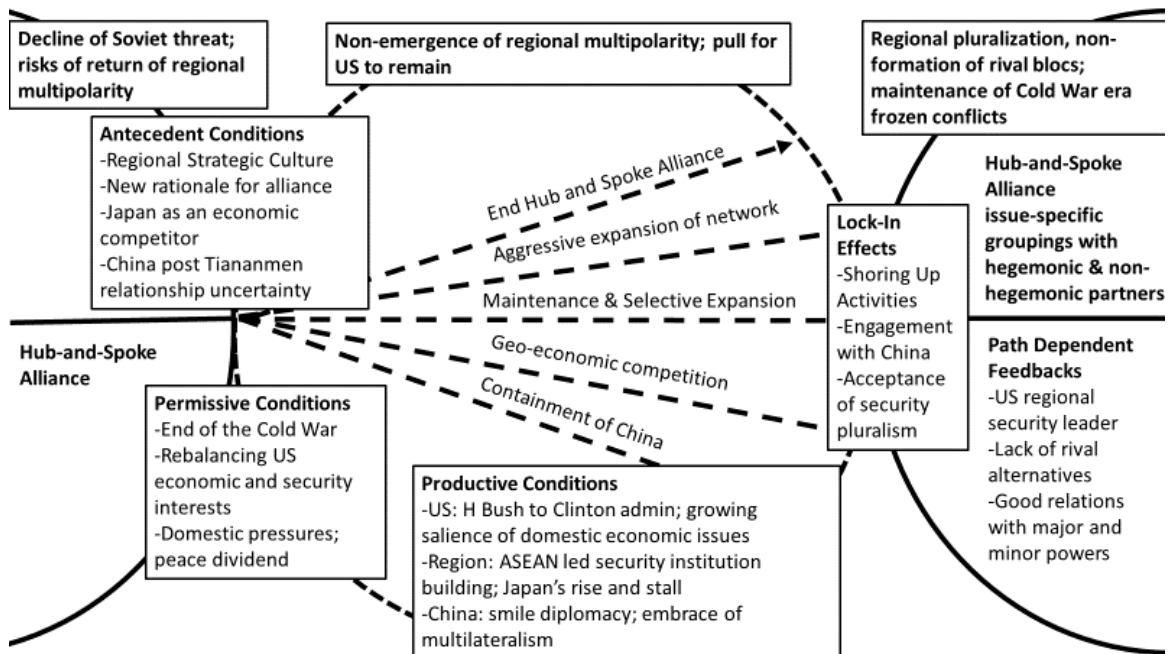 Decline of Soviet threat;
risks of return of regional
multipolarity
Non-emergence of regional multipolarity; pull for
US to remain
Regional pluralization, non-
formation of rival blocs;
maintenance of Cold War era
frozen conflicts
Antecedent Conditions
-Regional Strategic Culture
-New rationale for alliance
-Japan as an economic
competitor
-China post Tiananmen
relationship uncertainty
End Hub and Spoke Alliance
Aggressive expansion of network
Maintenance & Selective Expansion
Geo-economic competition
Containment of China
Lock-In
Effects
-Shoring Up
Activities
-Engagement
with China
-Acceptance
of security
pluralism
Hub-and-Spoke
Alliance
issue-specific
groupings with
hegemonic & non-
hegemonic partners
Hub-and-Spoke
Alliance
Permissive Conditions
-End of the Cold War
-Rebalancing US
economic and security
interests
-Domestic pressures;
peace dividend
Productive Conditions
-US: H Bush to Clinton admin; growing
salience of domestic economic issues
-Region: ASEAN led security institution
building; Japan's rise and stall
-China: smile diplomacy; embrace of
multilateralism
Path Dependent
Feedbacks
-US regional
security leader
-Lack of rival
alternatives
-Good relations
with major and
minor powers